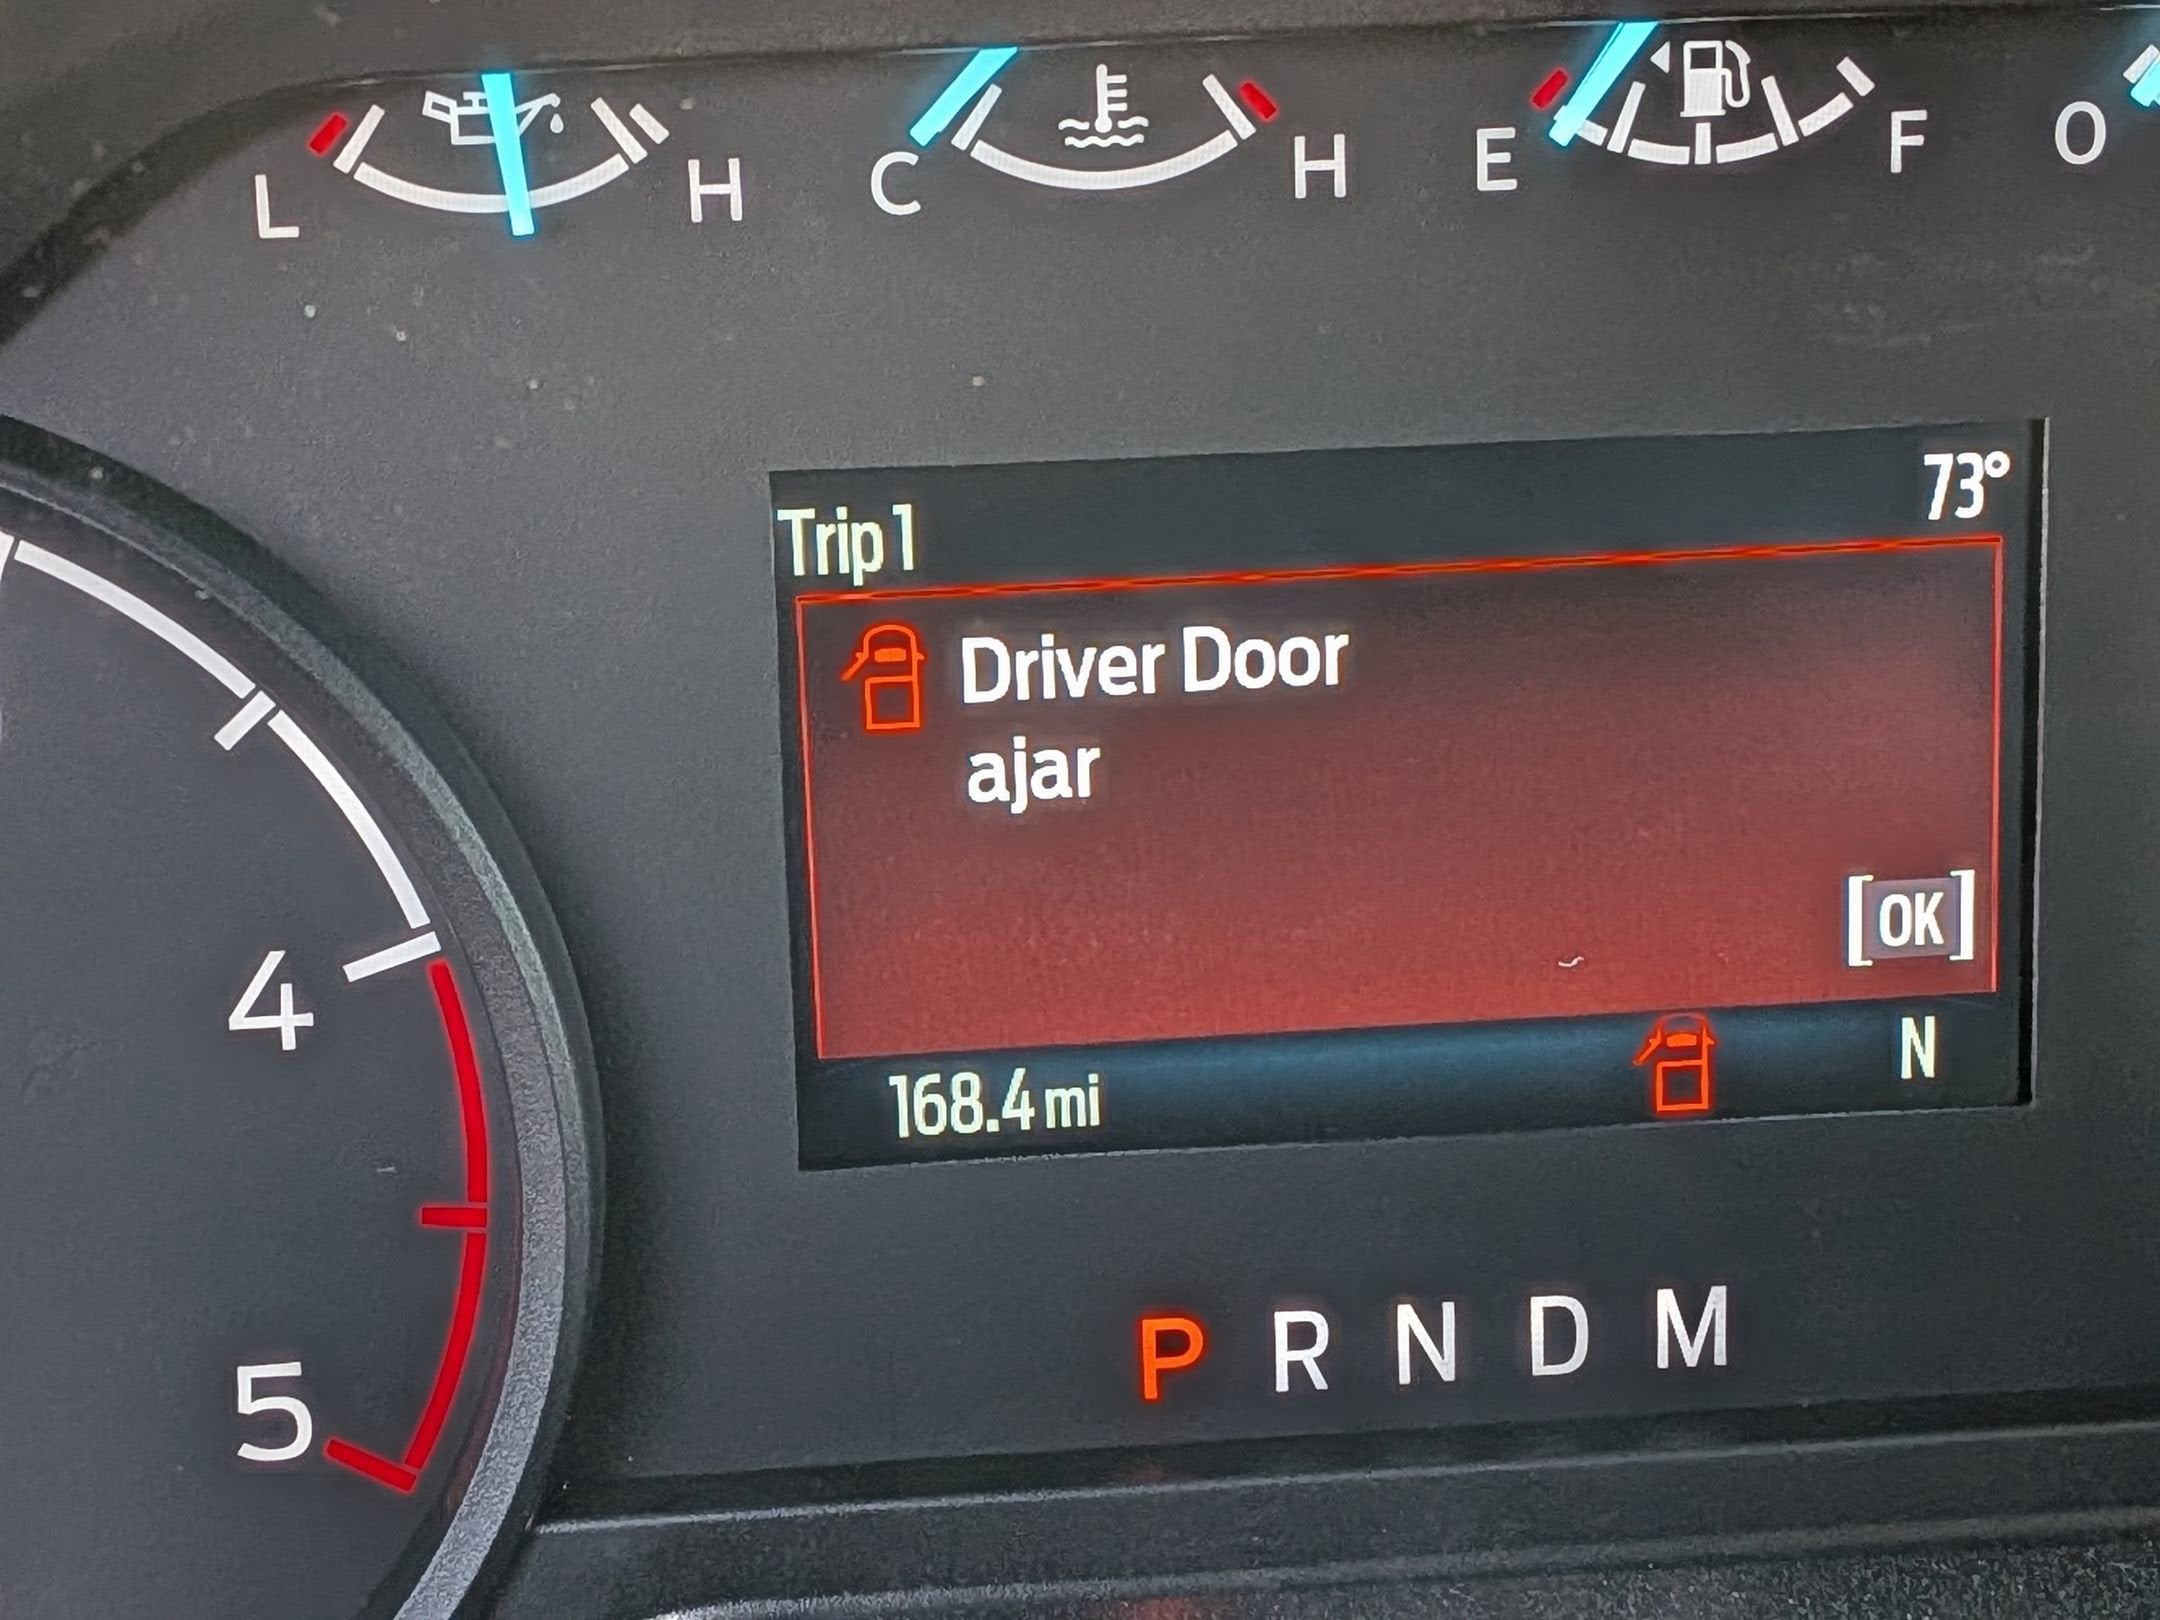 L H C H E F O
Trip 1 73°
Driver Door
ajar
[OK]
168.4 mi N
4
5
P R N D M